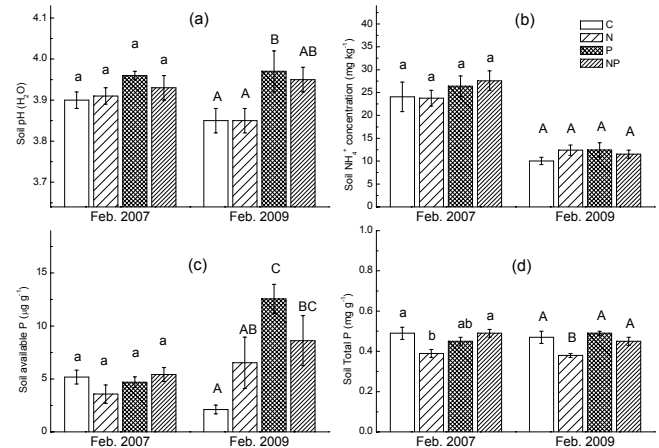 (a)
4.1
4.0
3.9
3.8
3.7
Soil pH (H2O)
a a a a
A A B AB
Feb. 2007 Feb. 2009
(b)
C
N
P
NP
40
35
30
25
20
15
10
5
0
Soil NH4+ concentration (mg kg-1)
a a a a
A A A A
Feb. 2007 Feb. 2009
(c)
15
10
5
0
Soil available P (ug g-1)
a a a a
A AB C BC
Feb. 2007 Feb. 2009
(d)
0.8
0.6
0.4
0.2
0.0
Soil Total P (mg g-1)
a b ab a
A B A A
Feb. 2007 Feb. 2009